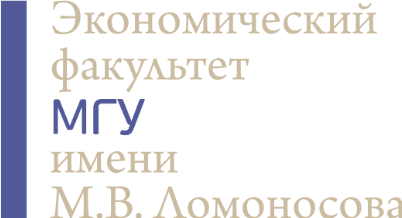 Экономический
факультет
МГУ
имени
М.В. Ломоносова